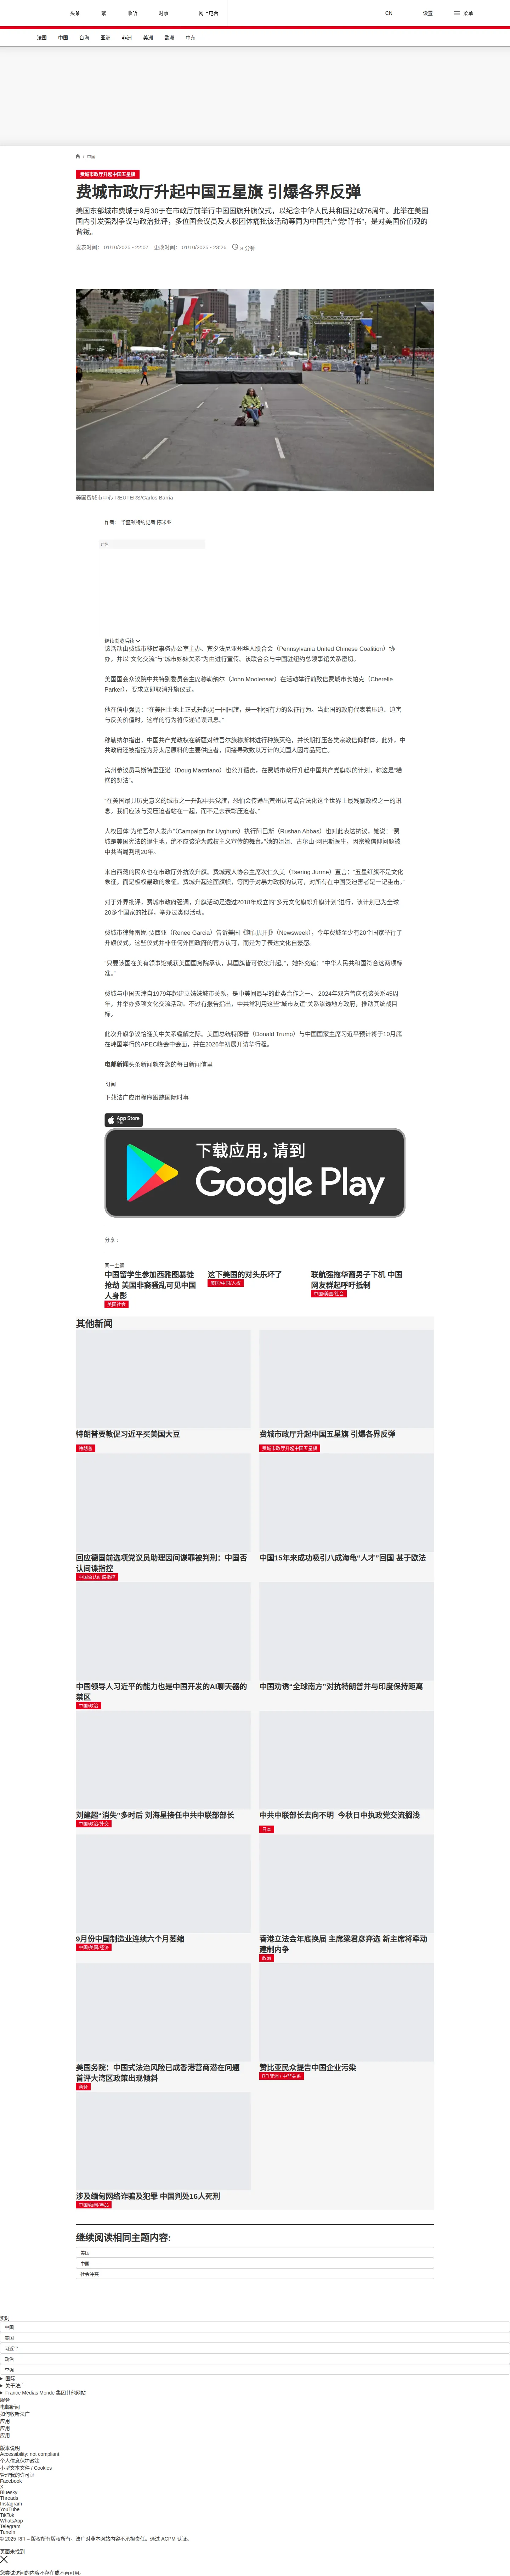 头条
繁
收听
时事
网上电台
CN
设置
菜单
法国
中国
台海
亚洲
非洲
美洲
欧洲
中东
/ 中国
费城市政厅升起中国五星旗
费城市政厅升起中国五星旗 引爆各界反弹
美国东部城市费城于9月30于在市政厅前举行中国国旗升旗仪式，以纪念中华人民共和国建政76周年。此举在美国
国内引发强烈争议与政治批评，多位国会议员及人权团体痛批该活动等同为中国共产党“背书”，是对美国价值观的
背叛。
发表时间： 01/10/2025 - 22:07 更改时间： 01/10/2025 - 23:26 8 分钟
美国费城市中心 REUTERS/Carlos Barria
作者： 华盛顿特约记者 陈米亚
广告
继续浏览后续
该活动由费城市移民事务办公室主办、宾夕法尼亚州华人联合会（Pennsylvania United Chinese Coalition）协
办，并以“文化交流”与“城市姊妹关系”为由进行宣传。该联合会与中国驻纽约总领事馆关系密切。
美国国会众议院中共特别委员会主席穆勒纳尔（John Moolenaar）在活动举行前致信费城市长帕克（Cherelle
Parker），要求立即取消升旗仪式。
他在信中强调：“在美国土地上正式升起另一国国旗，是一种强有力的象征行为。当此国的政府代表着压迫、迫害
与反美价值时，这样的行为将传递错误讯息。”
穆勒纳尔指出，中国共产党政权在新疆对维吾尔族穆斯林进行种族灭绝，并长期打压各类宗教信仰群体。此外，中
共政府还被指控为芬太尼原料的主要供应者，间接导致数以万计的美国人因毒品死亡。
宾州参议员马斯特里亚诺（Doug Mastriano）也公开谴责，在费城市政厅升起中国共产党旗帜的计划，称这是“糟
糕的想法”。
“在美国最具历史意义的城市之一升起中共党旗，恐怕会传递出宾州认可或合法化这个世界上最残暴政权之一的讯
息。我们应该与受压迫者站在一起，而不是去表彰压迫者。”
人权团体“为维吾尔人发声”（Campaign for Uyghurs）执行阿巴斯（Rushan Abbas）也对此表达抗议。她说：“费
城是美国宪法的诞生地，绝不应该沦为威权主义宣传的舞台。”她的姐姐、古尔山·阿巴斯医生，因宗教信仰问题被
中共当局判刑20年。
来自西藏的民众也在市政厅外抗议升旗。费城藏人协会主席次仁久美（Tsering Jurme）直言：“五星红旗不是文化
象征，而是极权暴政的象征。费城升起这面旗帜，等同于对暴力政权的认可，对所有在中国受迫害者是一记重击。”
对于外界批评，费城市政府强调，升旗活动是通过2018年成立的“多元文化旗帜升旗计划”进行，该计划已为全球
20多个国家的社群，举办过类似活动。
费城市律师雷妮·贾西亚（Renee Garcia）告诉美国《新闻周刊》（Newsweek），今年费城至少有20个国家举行了
升旗仪式，这些仪式并非任何外国政府的官方认可，而是为了表达文化自豪感。
“只要该国在美有领事馆或获美国国务院承认，其国旗皆可依法升起。”，她补充道：“中华人民共和国符合这两项标
准。”
费城与中国天津自1979年起建立姊妹城市关系，是中美间最早的此类合作之一。 2024年双方曾庆祝该关系45周
年，并举办多项文化交流活动。不过有报告指出，中共常利用这些“城市友谊”关系渗透地方政府，推动其统战目
标。
此次升旗争议恰逢美中关系缓解之际。美国总统特朗普（Donald Trump）与中国国家主席习近平预计将于10月底
在韩国举行的APEC峰会中会面，并在2026年初展开访华行程。
电邮新闻头条新闻就在您的每日新闻信里
订阅
下载法广应用程序跟踪国际时事
App Store
下载应用，请到
Google Play
分享 :
同一主题
中国留学生参加西雅图暴徒
抢劫 美国非裔骚乱可见中国
人身影
美国社会
这下美国的对头乐坏了
美国/中国/人权
联航强拖华裔男子下机 中国
网友群起呼吁抵制
中国/美国/社会
其他新闻
特朗普要敦促习近平买美国大豆
特朗普
费城市政厅升起中国五星旗 引爆各界反弹
费城市政厅升起中国五星旗
回应德国前选项党议员助理因间谍罪被判刑：中国否
认间谍指控
中国否认间谍指控
中国15年来成功吸引八成海龟“人才”回国 甚于欧法
中国领导人习近平的能力也是中国开发的AI聊天器的
禁区
中国/政治
中国劝诱“全球南方”对抗特朗普并与印度保持距离
刘建超“消失”多时后 刘海星接任中共中联部部长
中国/政治/外交
中共中联部长去向不明 今秋日中执政党交流搁浅
日本
9月份中国制造业连续六个月萎缩
中国/美国/经济
香港立法会年底换届 主席梁君彦弃选 新主席将牵动
建制内争
政治
美国务院：中国式法治风险已成香港营商潜在问题
首评大湾区政策出现倾斜
商务
赞比亚民众提告中国企业污染
RFI亚洲 / 中非关系
涉及缅甸网络诈骗及犯罪 中国判处16人死刑
中国/缅甸/毒品
继续阅读相同主题内容:
美国
中国
社会冲突
实时
中国
美国
习近平
政治
李强
国际
关于法广
France Médias Monde 集团其他网站
服务
电邮新闻
如何收听法广
应用
应用
应用
版本说明
Accessibility: not compliant
个人信息保护政策
小型文本文件 / Cookies
管理我的许可证
Facebook
X
Bluesky
Threads
Instagram
YouTube
TikTok
WhatsApp
Telegram
TuneIn
© 2025 RFI – 版权所有版权所有。法广对非本网站内容不承担责任。通过 ACPM 认证。
页面未找到
您尝试访问的内容不存在或不再可用。